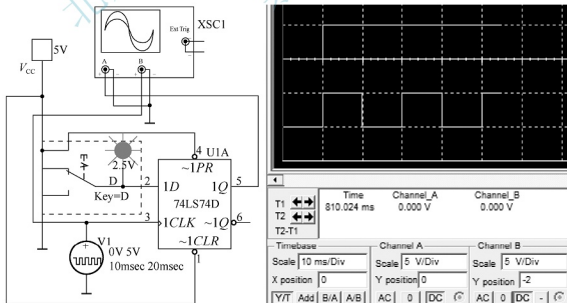 XSC1
Ext Trig
5V
V_CC
A
B
4
U1A
~1PR
2.5V
D
2
1D
1Q
5
Key=D
74LS74D
3
1CLK
~1Q
6
V1
~1CLR
0V 5V
10msec 20msec
1
Time Channel_A Channel_B
T1 810.024 ms 0.000 V 0.000 V
T2
T2-T1
Timebase Channel A Channel B
Scale 10 ms/Div Scale 5 V/Div Scale 5 V/Div
X position 0 Y position 0 Y position -2
Y/T Add B/A A/B AC 0 DC AC 0 DC -